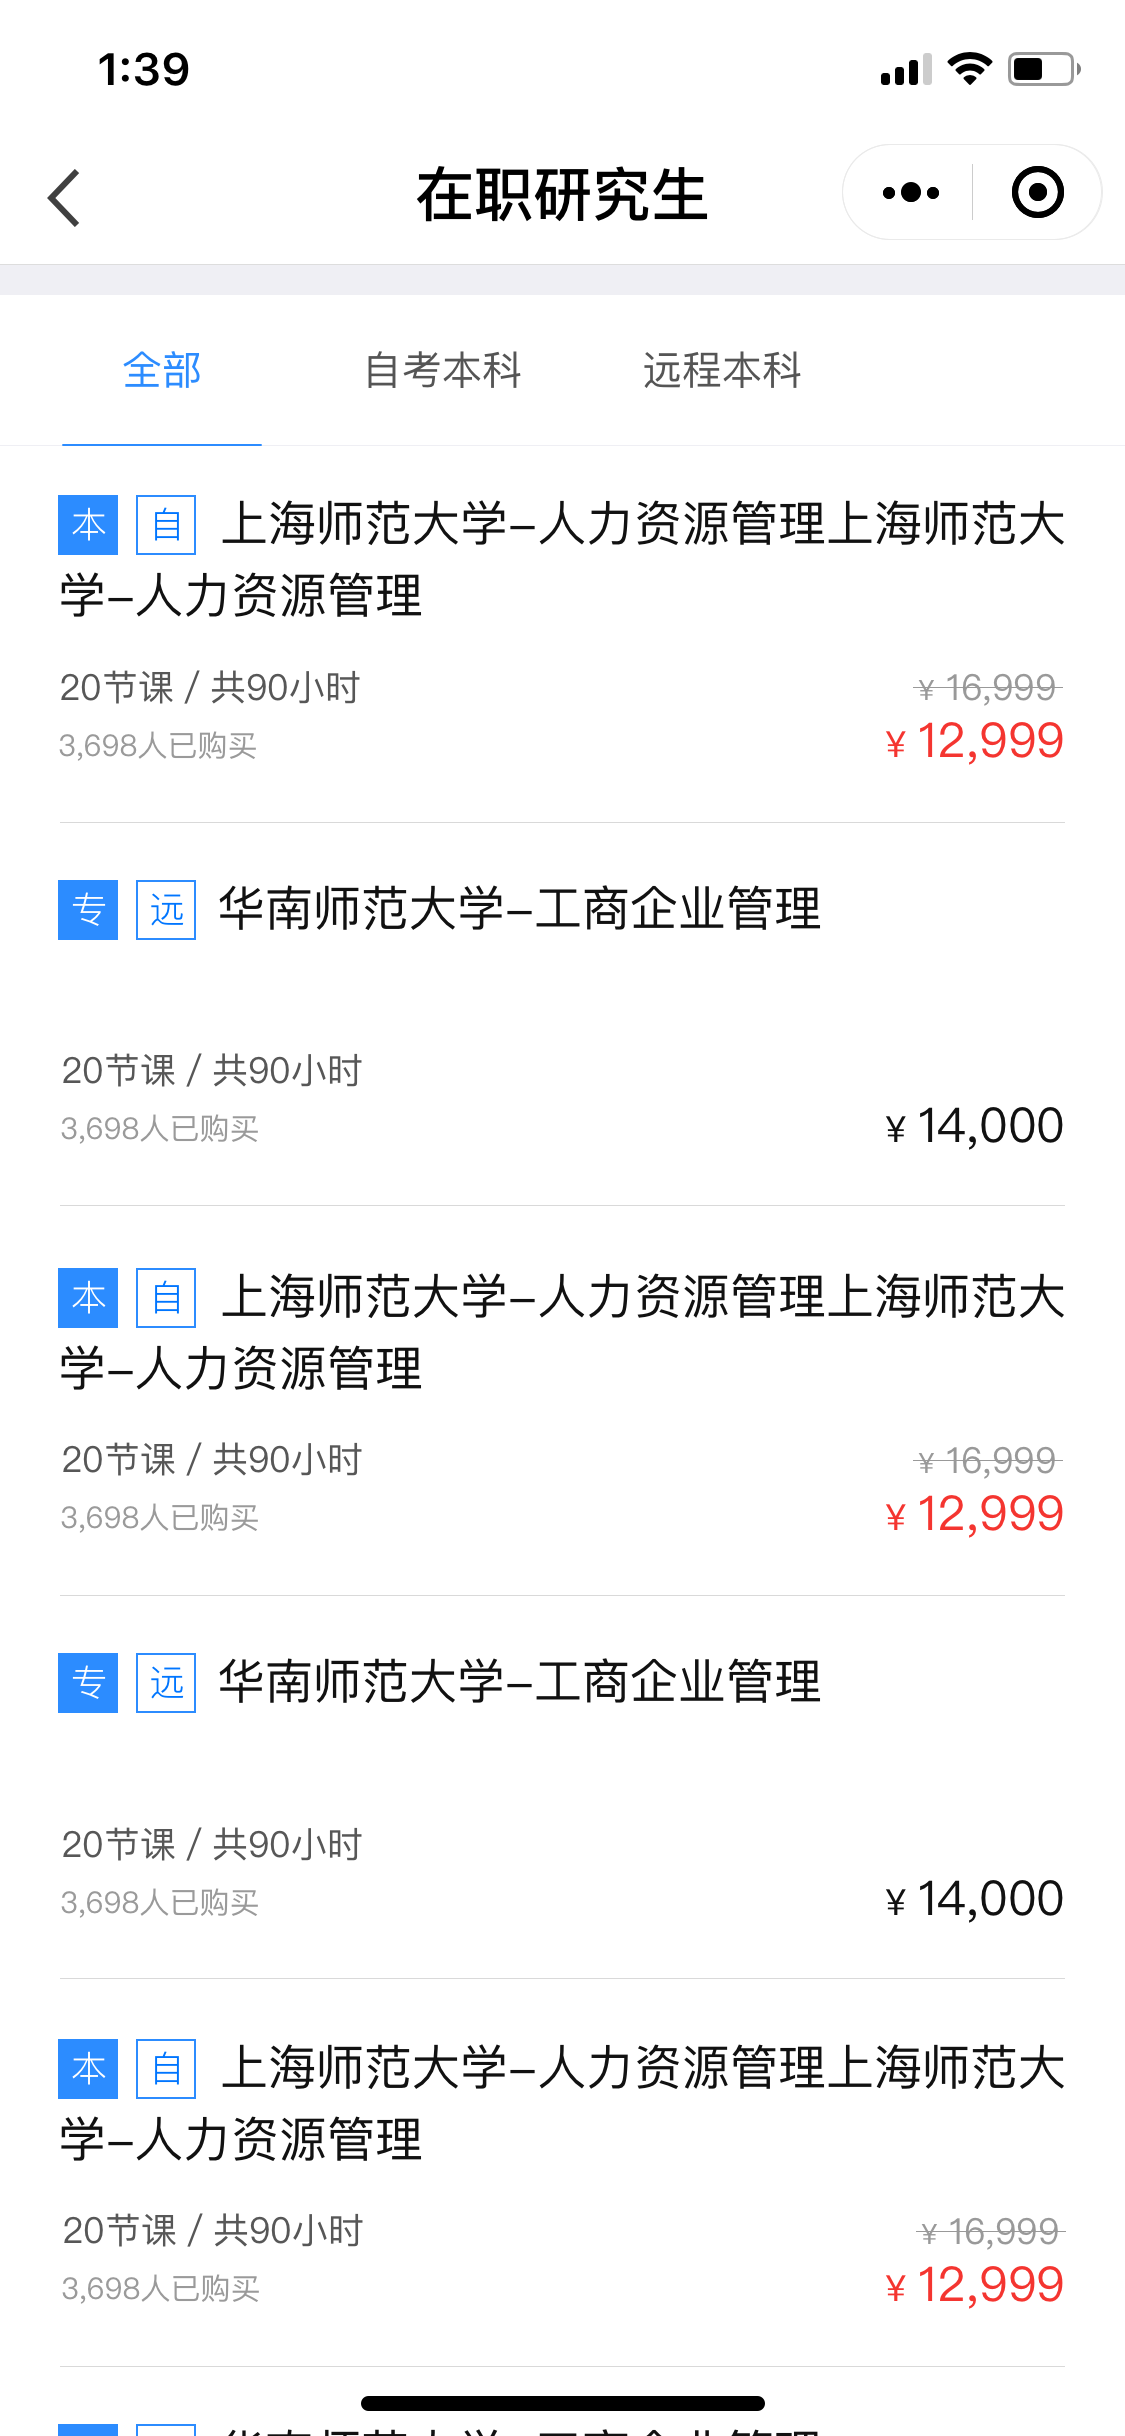 1:39
在职研究生
全部
自考本科
远程本科
本 自 上海师范大学-人力资源管理上海师范大
学-人力资源管理
20节课 / 共90小时
¥ 16,999
3,698人已购买
¥ 12,999
专 远 华南师范大学-工商企业管理
20节课 / 共90小时
3,698人已购买
¥ 14,000
本 自 上海师范大学-人力资源管理上海师范大
学-人力资源管理
20节课 / 共90小时
¥ 16,999
3,698人已购买
¥ 12,999
专 远 华南师范大学-工商企业管理
20节课 / 共90小时
3,698人已购买
¥ 14,000
本 自 上海师范大学-人力资源管理上海师范大
学-人力资源管理
20节课 / 共90小时
¥ 16,999
3,698人已购买
¥ 12,999